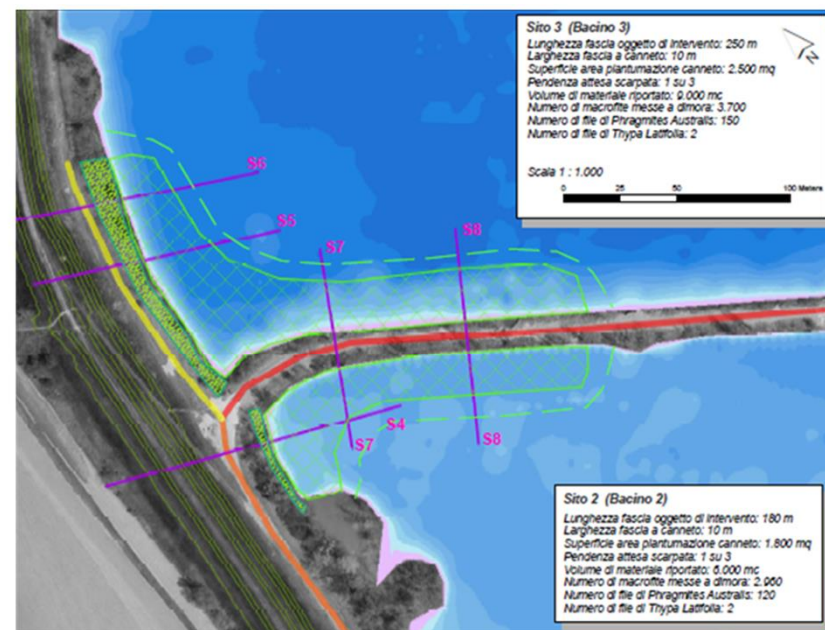 Sito 3 (Bacino 3)
Lunghezza fascia oggetto di intervento: 250 m
Larghezza fascia a canneto: 10 m
Superficie area piantumazione canneto: 2.500 mq
Pendenza attesa scarpata: 1 su 3
Volume di materiale riportato: 9.000 mc
Numero di macrofite messe a dimora: 3.700
Numero di file di Phragmites Australis: 150
Numero di file di Thypa Latifolia: 2
N
Scala 1 : 1.000
0 25 50 100 Meters
S6
S5
S7
S8
S4
S7
S8
Sito 2 (Bacino 2)
Lunghezza fascia oggetto di intervento: 180 m
Larghezza fascia a canneto: 10 m
Superficie area piantumazione canneto: 1.800 mq
Pendenza attesa scarpata: 1 su 3
Volume di materiale riportato: 6.000 mc
Numero di macrofite messe a dimora: 2.960
Numero di file di Phragmites Australis: 120
Numero di file di Thypa Latifolia: 2